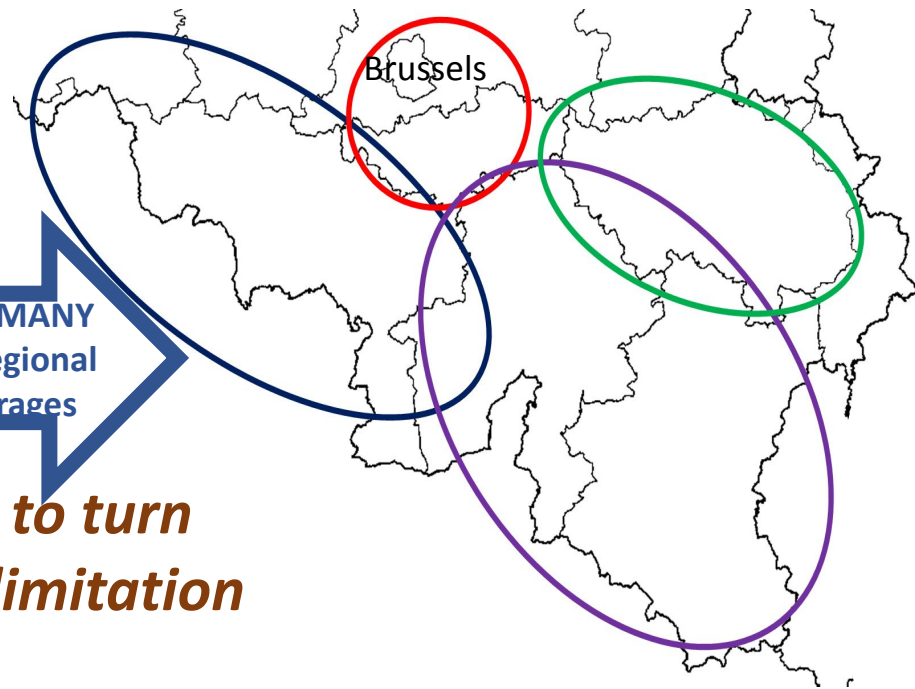 Brussels
MANY
egional
rages
to turn
limitation